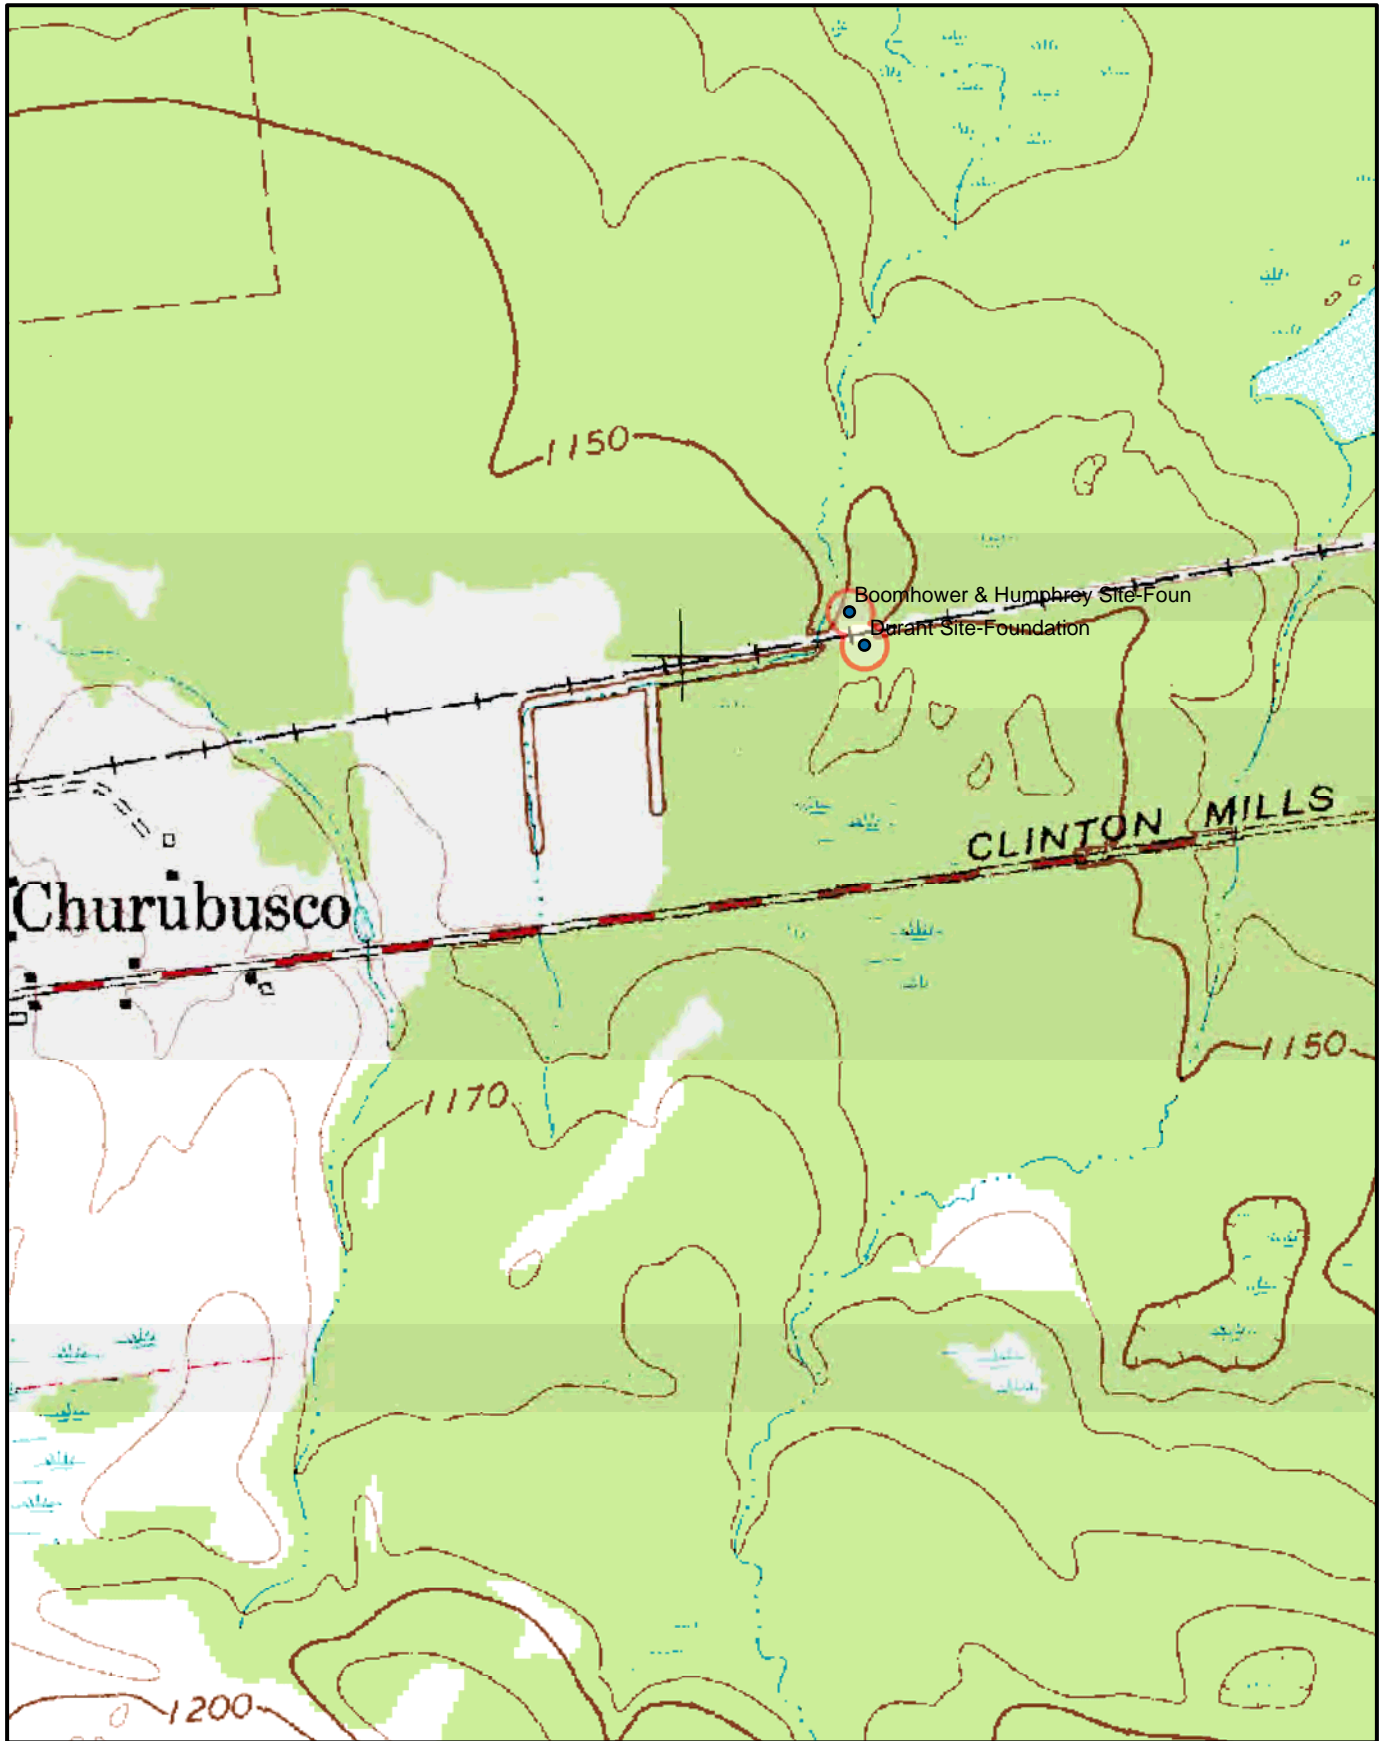 1150
Boomhower & Humphrey Site-Foun
Durant Site-Foundation
CLINTON MILLS
Churubusco
1150
1170
1200